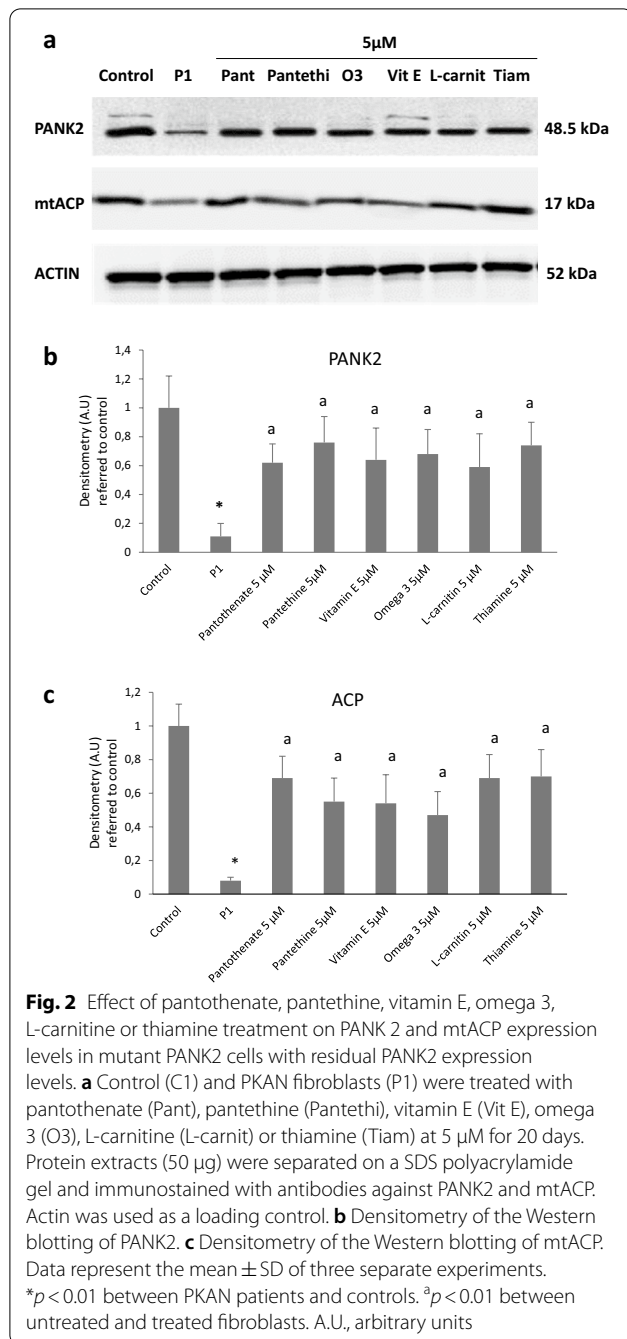 a
5µM
Control P1 Pant Pantethi O3 Vit E L-carnit Tiam
PANK2 48.5 kDa
mtACP 17 kDa
ACTIN 52 kDa
b
PANK2
Densitometry (A.U)
referred to control
1,4
1,2
1
0,8
0,6
0,4
0,2
0
* a a a a a a
Control
P1
Pantothenate 5 µM
Pantethine 5µM
Vitamin E 5µM
Omega 3 5µM
L-carnitin 5 µM
Thiamine 5 µM
c
ACP
Densitometry (A.U)
referred to control
1,2
1
0,8
0,6
0,4
0,2
0
* a a a a a a
Control
P1
Pantothenate 5 µM
Pantethine 5µM
Vitamin E 5µM
Omega 3 5µM
L-carnitin 5 µM
Thiamine 5 µM
Fig. 2 Effect of pantothenate, pantethine, vitamin E, omega 3,
L-carnitine or thiamine treatment on PANK 2 and mtACP expression
levels in mutant PANK2 cells with residual PANK2 expression
levels. a Control (C1) and PKAN fibroblasts (P1) were treated with
pantothenate (Pant), pantethine (Pantethi), vitamin E (Vit E), omega
3 (O3), L-carnitine (L-carnit) or thiamine (Tiam) at 5 µM for 20 days.
Protein extracts (50 µg) were separated on a SDS polyacrylamide
gel and immunostained with antibodies against PANK2 and mtACP.
Actin was used as a loading control. b Densitometry of the Western
blotting of PANK2. c Densitometry of the Western blotting of mtACP.
Data represent the mean ± SD of three separate experiments.
*p < 0.01 between PKAN patients and controls. ᵃp < 0.01 between
untreated and treated fibroblasts. A.U., arbitrary units